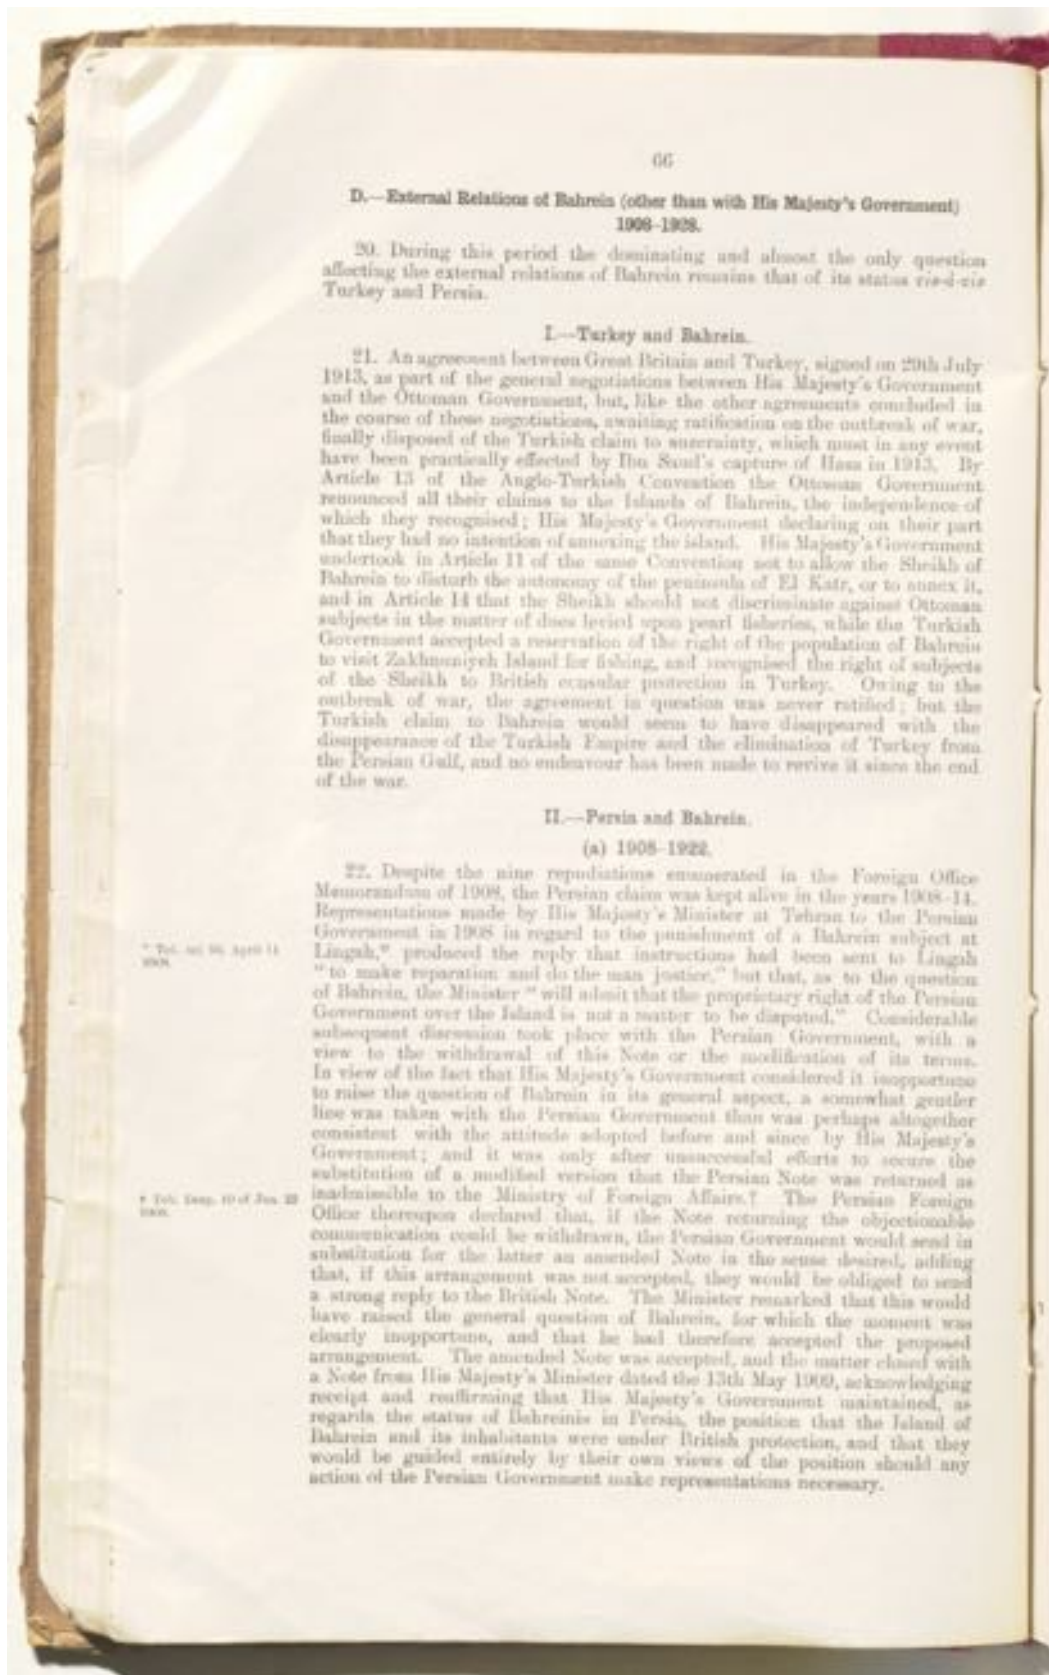 66
D.—External Relations of Bahrein (other than with His Majesty's Government)
1908-1928.
20. During this period the dominating and almost the only question
affecting the external relations of Bahrein remains that of its status vis-à-vis
Turkey and Persia.
I.—Turkey and Bahrein.
21. An agreement between Great Britain and Turkey, signed on 29th July
1913, as part of the general negotiations between His Majesty's Government
and the Ottoman Government, but, like the other agreements concluded in
the course of these negotiations, awaiting ratification on the outbreak of war,
finally disposed of the Turkish claim to suzerainty, which must in any event
have been practically effected by Ibn Saud's capture of Hasa in 1913. By
Article 13 of the Anglo-Turkish Convention the Ottoman Government
renounced all their claims to the Islands of Bahrein, the independence of
which they recognised; His Majesty's Government declaring on their part
that they had no intention of annexing the island. His Majesty's Government
undertook in Article 11 of the same Convention not to allow the Sheikh of
Bahrein to disturb the autonomy of the peninsula of El Katr, or to annex it,
and in Article 14 that the Sheikh should not discriminate against Ottoman
subjects in the matter of dues levied upon pearl fisheries, while the Turkish
Government accepted a reservation of the right of the population of Bahrein
to visit Zakhnuniyeh Island for fishing, and recognised the right of subjects
of the Sheikh to British consular protection in Turkey. Owing to the
outbreak of war, the agreement in question was never ratified; but the
Turkish claim to Bahrein would seem to have disappeared with the
disappearance of the Turkish Empire and the elimination of Turkey from
the Persian Gulf, and no endeavour has been made to revive it since the end
of the war.
II.—Persia and Bahrein.
(a) 1908-1922.
22. Despite the nine repudiations enumerated in the Foreign Office
Memorandum of 1908, the Persian claim was kept alive in the years 1908-14.
Representations made by His Majesty's Minister at Tehran to the Persian
Government in 1908 in regard to the punishment of a Bahrein subject at
* Tel. April 11
1908.
Lingah,* produced the reply that instructions had been sent to Lingah
"to make reparation and do the man justice," but that, as to the question
of Bahrein, the Minister "will admit that the proprietary right of the Persian
Government over the Island is not a matter to be disputed." Considerable
subsequent discussion took place with the Persian Government, with a
view to the withdrawal of this Note or the modification of its terms.
In view of the fact that His Majesty's Government considered it inopportune
to raise the question of Bahrein in its general aspect, a somewhat gentler
line was taken with the Persian Government than was perhaps altogether
consistent with the attitude adopted before and since by His Majesty's
Government; and it was only after unsuccessful efforts to secure the
substitution of a modified version that the Persian Note was returned as
† Teh. Desp. 10 of Jan.
inadmissible to the Ministry of Foreign Affairs.† The Persian Foreign
Office thereupon declared that, if the Note returning the objectionable
communication could be withdrawn, the Persian Government would send in
substitution for the latter an amended Note in the sense desired, adding
that, if this arrangement was not accepted, they would be obliged to send
a strong reply to the British Note. The Minister remarked that this would
have raised the general question of Bahrein, for which the moment was
clearly inopportune, and that he had therefore accepted the proposed
arrangement. The amended Note was accepted, and the matter closed with
a Note from His Majesty's Minister dated the 13th May 1909, acknowledging
receipt and reaffirming that His Majesty's Government maintained, as
regards the status of Bahreinis in Persia, the position that the Island of
Bahrein and its inhabitants were under British protection, and that they
would be guided entirely by their own views of the position should any
action of the Persian Government make representations necessary.